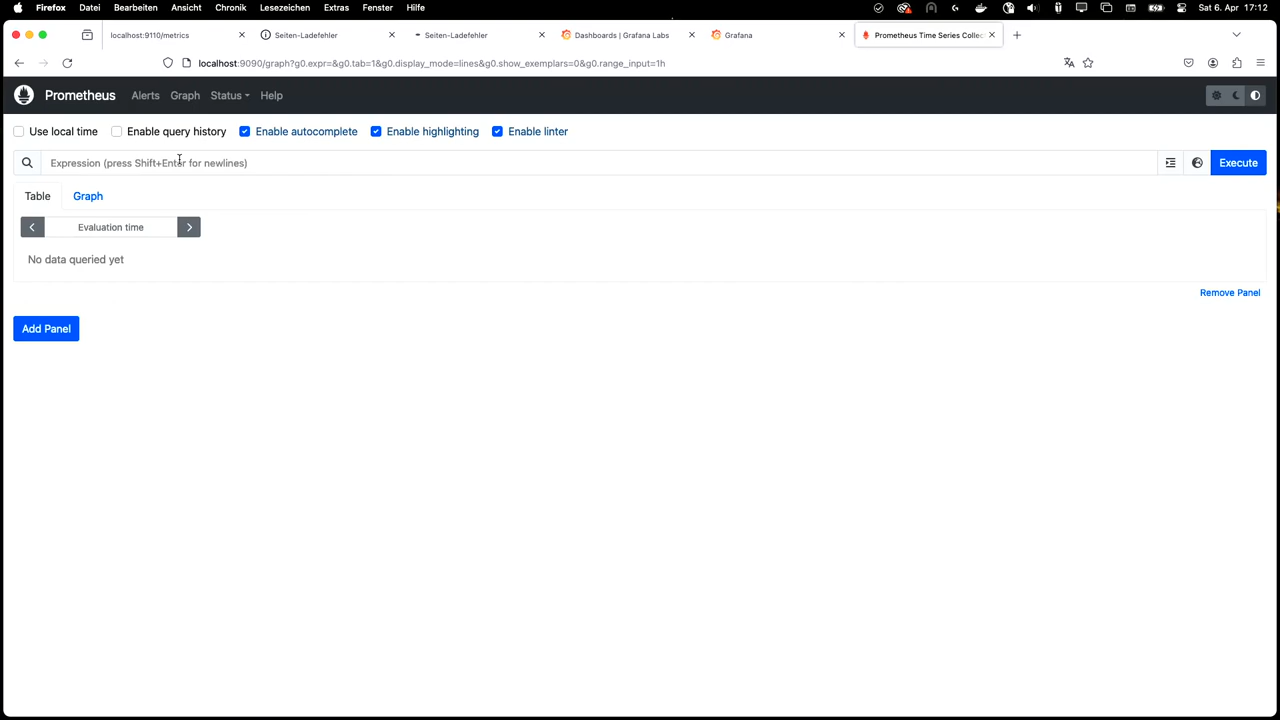 Firefox Datei Bearbeiten Ansicht Chronik Lesezeichen Extras Fenster Hilfe Sat 6. Apr 17:12
localhost:9110/metrics Seiten-Ladefehler Seiten-Ladefehler Dashboards | Grafana Labs Grafana Prometheus Time Series Collec
localhost:9090/graph?g0.expr=&g0.tab=1&g0.display_mode=lines&g0.show_exemplars=0&g0.range_input=1h
Prometheus Alerts Graph Status Help
Use local time Enable query history Enable autocomplete Enable highlighting Enable linter
Expression (press Shift+Enter for newlines) Execute
Table Graph
Evaluation time
No data queried yet
Remove Panel
Add Panel